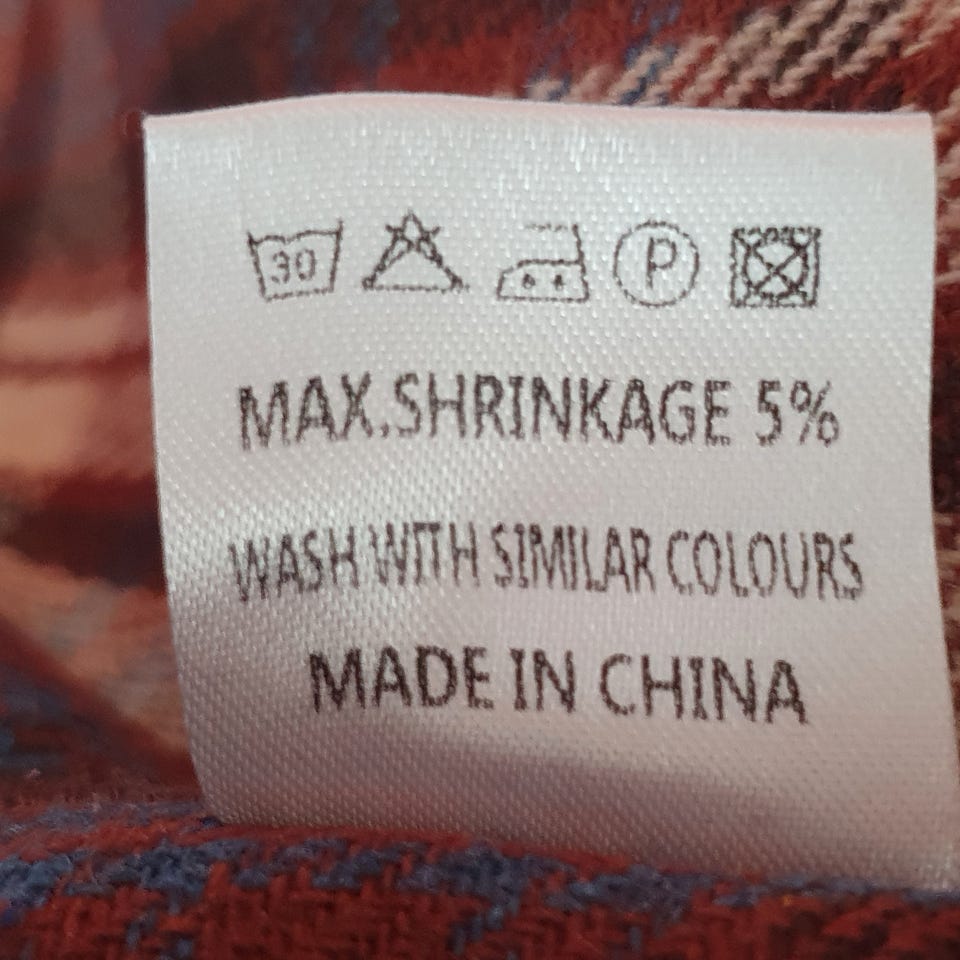 30 P
MAX.SHRINKAGE 5%
WASH WITH SIMILAR COLOURS
MADE IN CHINA